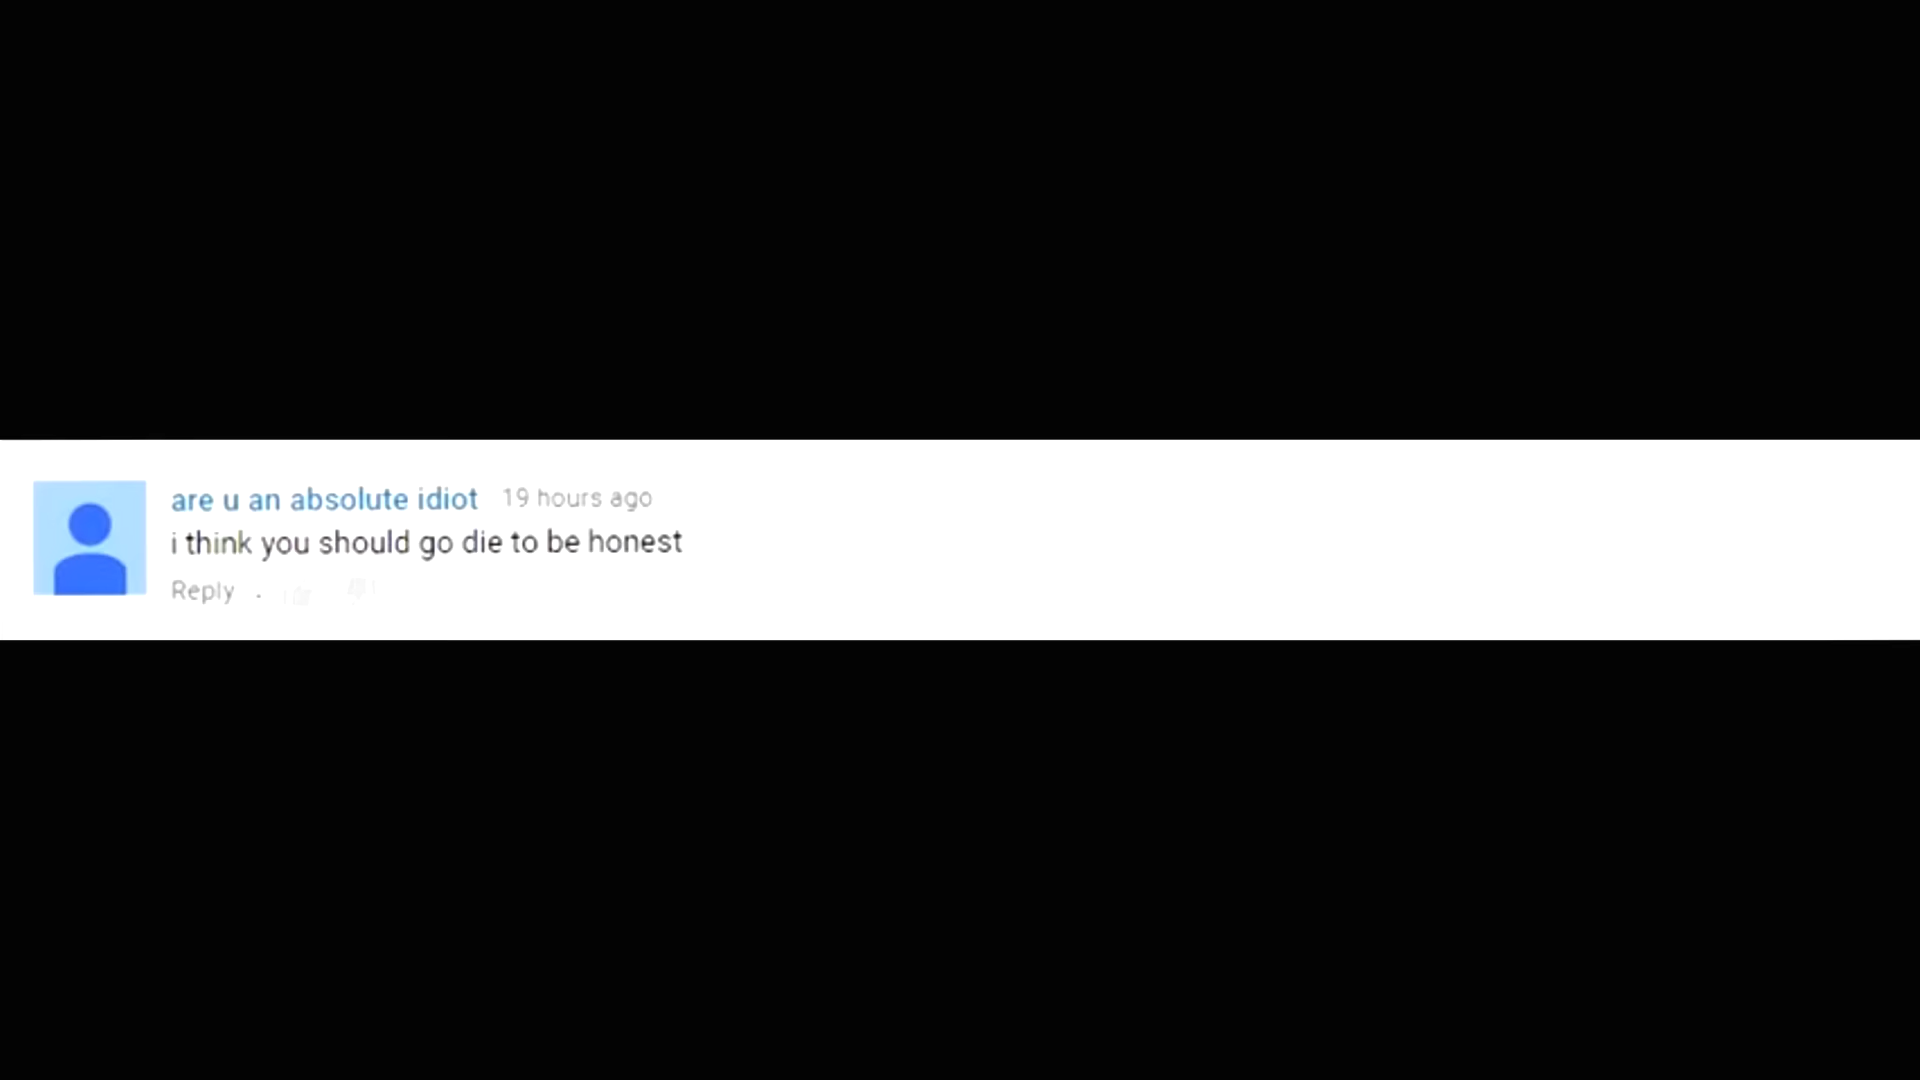 are u an absolute idiot 19 hours ago
i think you should go die to be honest
Reply .